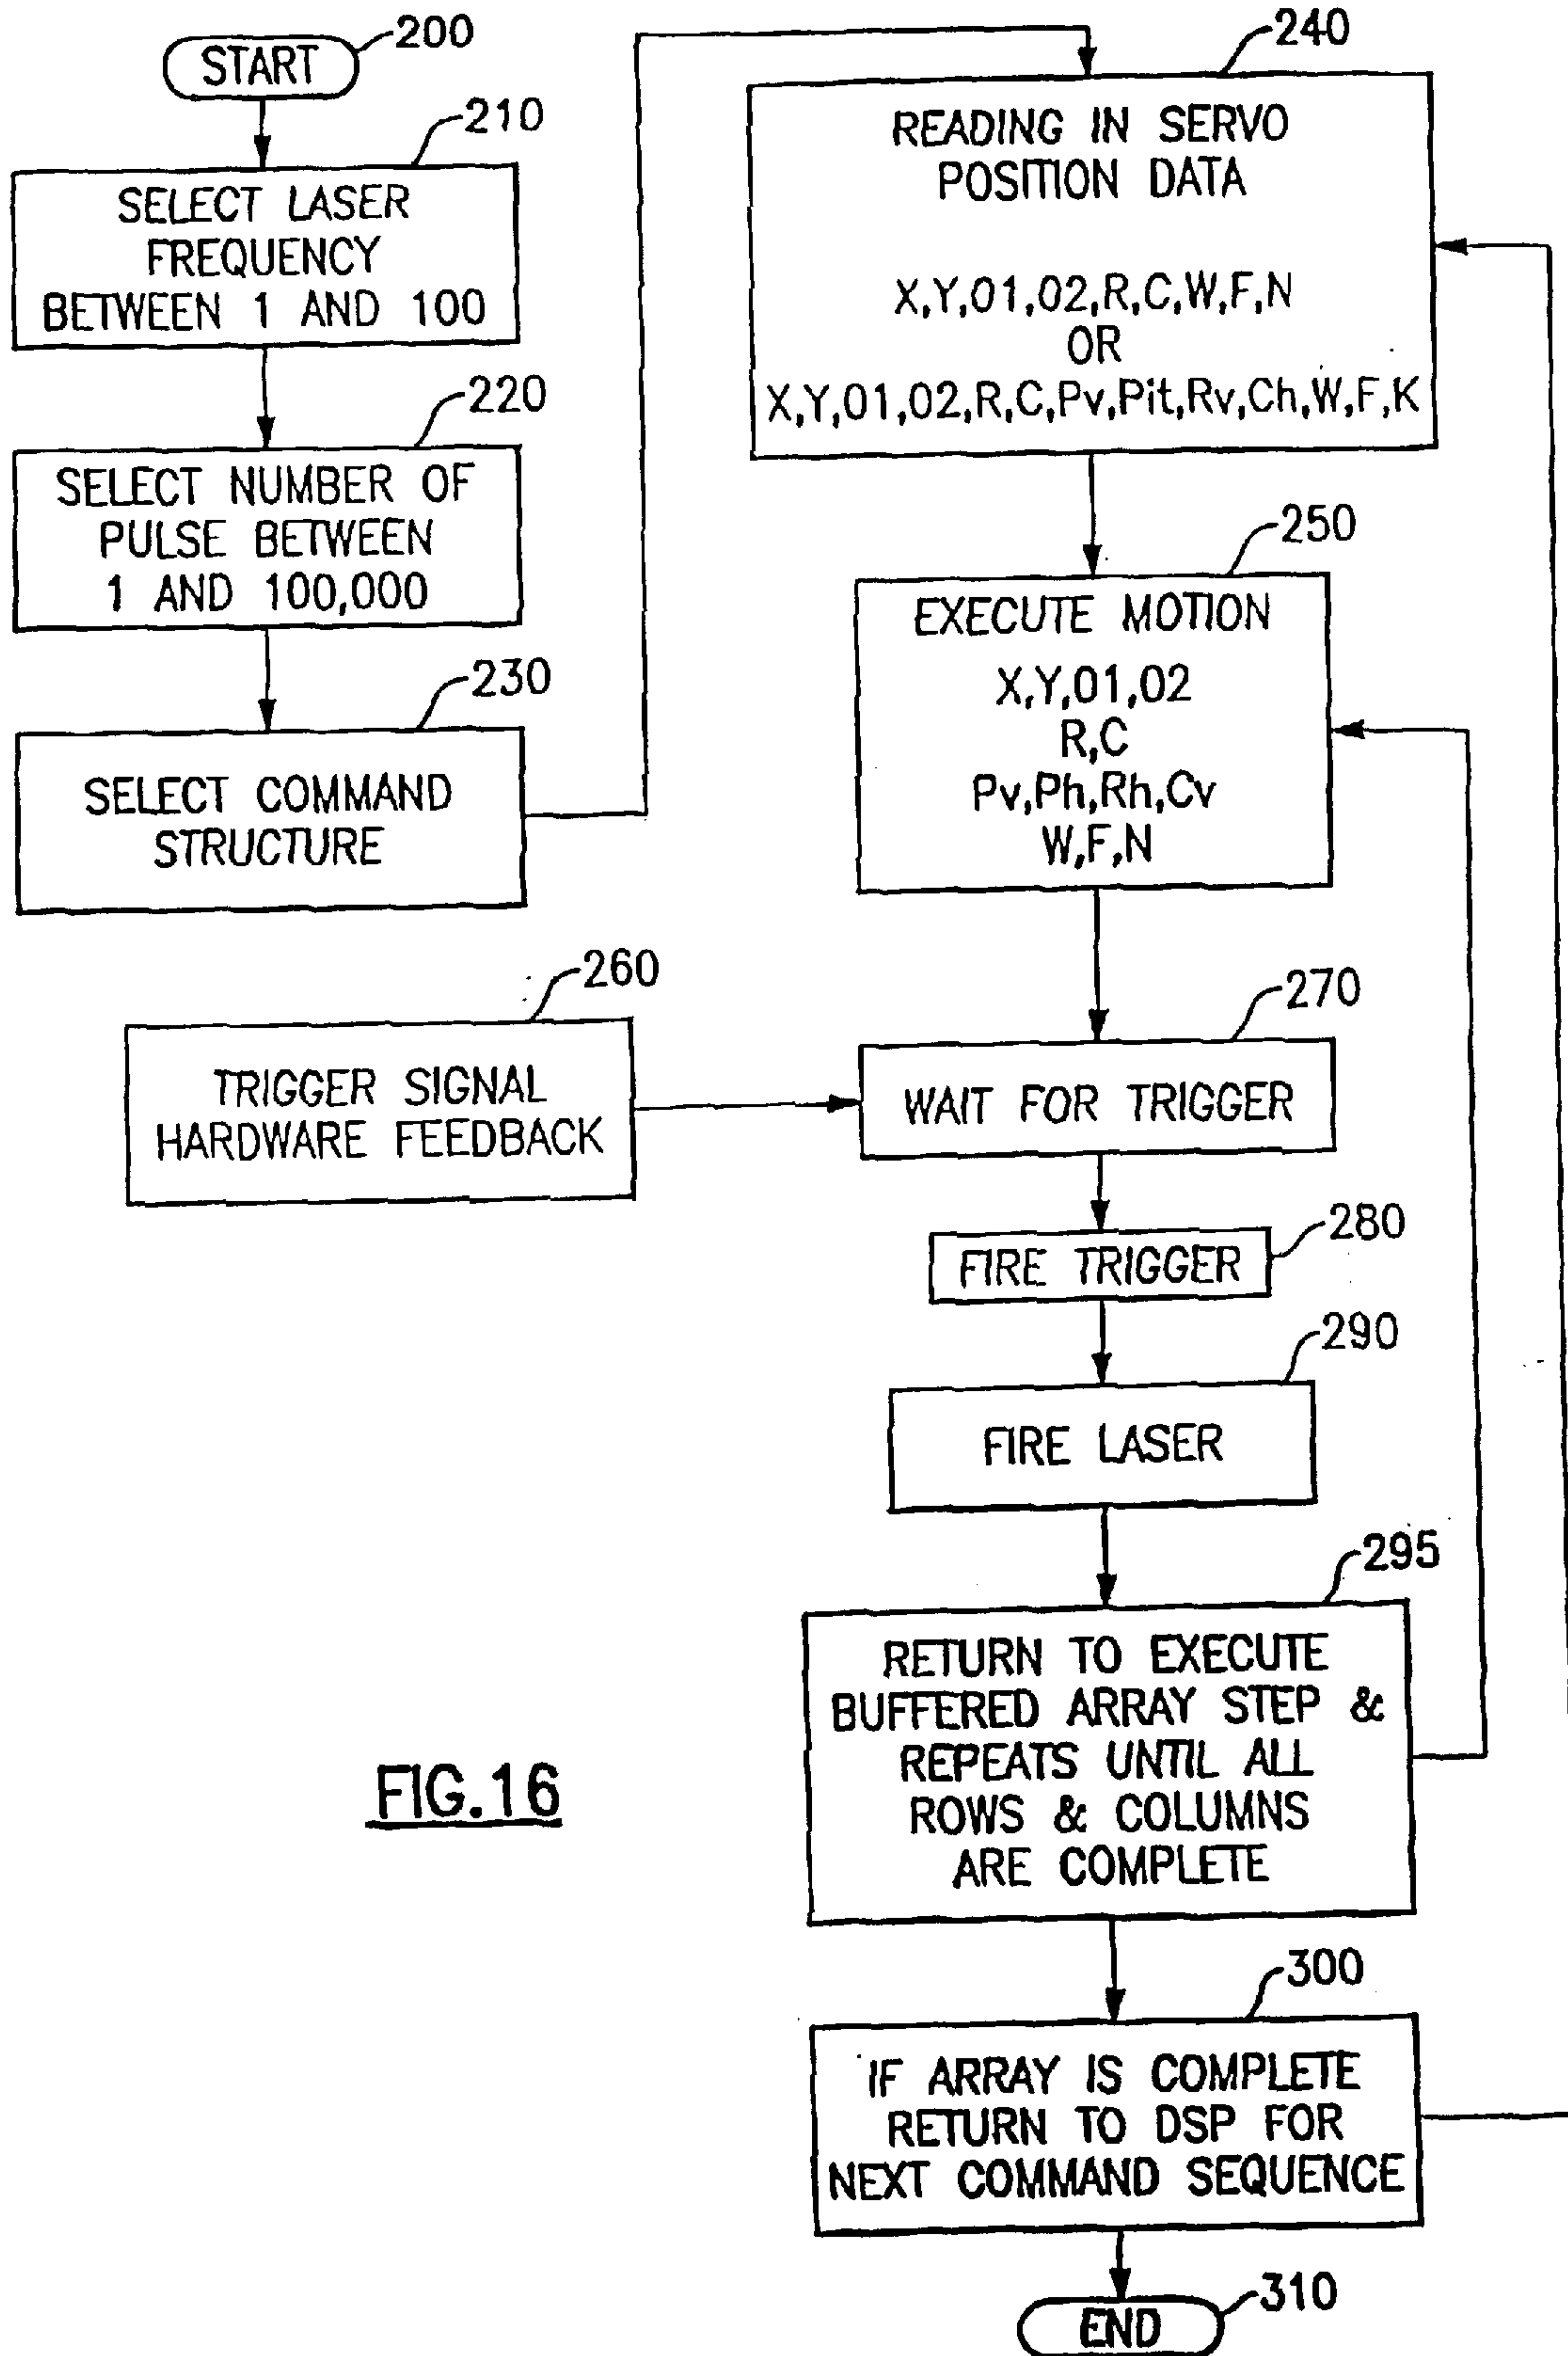 START
200
210
SELECT LASER
FREQUENCY
BETWEEN 1 AND 100
220
SELECT NUMBER OF
PULSE BETWEEN
1 AND 100,000
230
SELECT COMMAND
STRUCTURE
240
READING IN SERVO
POSITION DATA
X,Y,01,02,R,C,W,F,N
OR
X,Y,01,02,R,C,Pv,Pit,Rv,Ch,W,F,K
250
EXECUTE MOTION
X,Y,01,02
R,C
Pv,Ph,Rh,Cv
W,F,N
260
TRIGGER SIGNAL
HARDWARE FEEDBACK
270
WAIT FOR TRIGGER
280
FIRE TRIGGER
290
FIRE LASER
295
RETURN TO EXECUTE
BUFFERED ARRAY STEP &
REPEATS UNTIL ALL
ROWS & COLUMNS
ARE COMPLETE
300
IF ARRAY IS COMPLETE
RETURN TO DSP FOR
NEXT COMMAND SEQUENCE
END
310
FIG.16